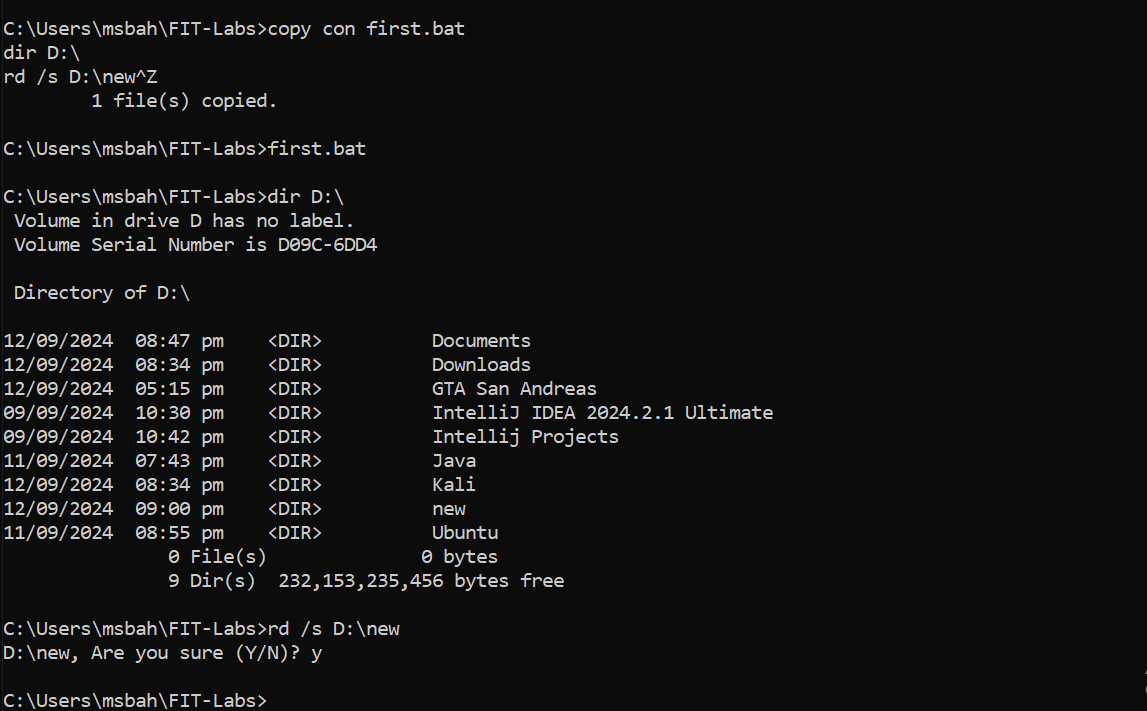 C:\Users\msbah\FIT-Labs>copy con first.bat
dir D:\
rd /s D:\new^Z
        1 file(s) copied.
C:\Users\msbah\FIT-Labs>first.bat
C:\Users\msbah\FIT-Labs>dir D:\
 Volume in drive D has no label.
 Volume Serial Number is D09C-6DD4
 Directory of D:\
12/09/2024  08:47 pm    <DIR>          Documents
12/09/2024  08:34 pm    <DIR>          Downloads
12/09/2024  05:15 pm    <DIR>          GTA San Andreas
09/09/2024  10:30 pm    <DIR>          IntelliJ IDEA 2024.2.1 Ultimate
09/09/2024  10:42 pm    <DIR>          Intellij Projects
11/09/2024  07:43 pm    <DIR>          Java
12/09/2024  08:34 pm    <DIR>          Kali
12/09/2024  09:00 pm    <DIR>          new
11/09/2024  08:55 pm    <DIR>          Ubuntu
               0 File(s)              0 bytes
               9 Dir(s)  232,153,235,456 bytes free
C:\Users\msbah\FIT-Labs>rd /s D:\new
D:\new, Are you sure (Y/N)? y
C:\Users\msbah\FIT-Labs>